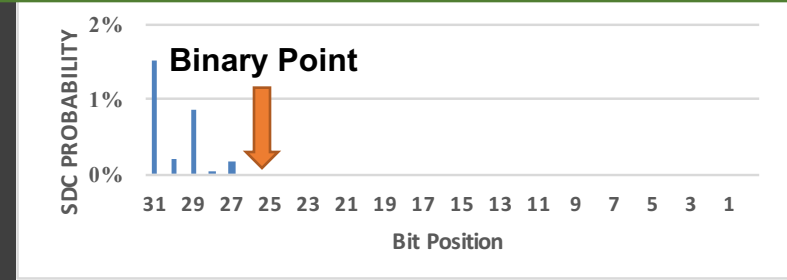 2%
Binary Point
1%
0%
SDC PROBABILITY
31 29 27 25 23 21 19 17 15 13 11 9 7 5 3 1
Bit Position